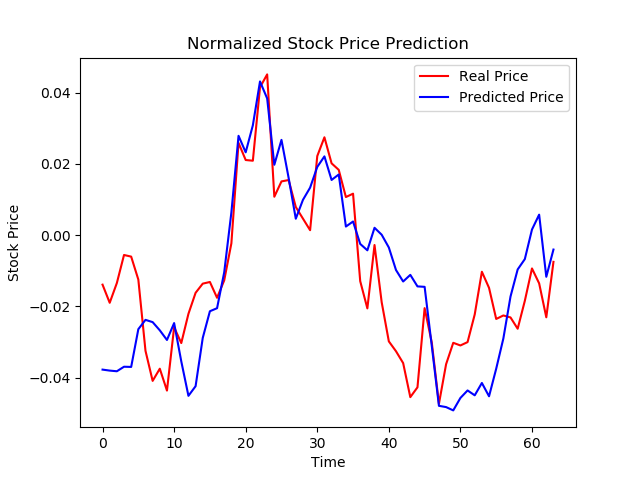 Normalized Stock Price Prediction
Real Price
Predicted Price
0.04
0.02
0.00
−0.02
−0.04
Stock Price
0 10 20 30 40 50 60
Time